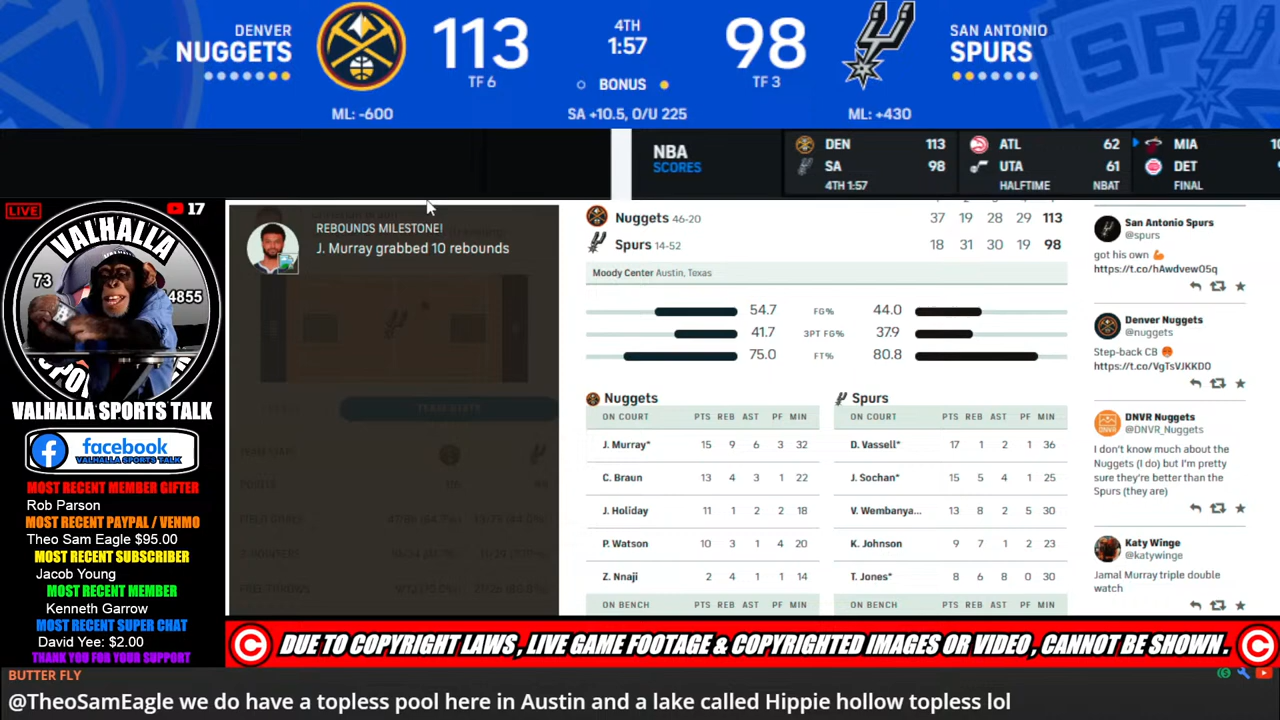 DENVER
NUGGETS
113
TF 6
4TH
1:57
BONUS
98
TF 3
SAN ANTONIO
SPURS
ML: -600
SA +10.5, O/U 225
ML: +430
NBA
SCORES
DEN 113
SA 98
4TH 1:57
ATL 62
UTA 61
HALFTIME NBAT
MIA
DET
FINAL
LIVE
17
VALHALLA
73
4855
VALHALLA SPORTS TALK
facebook
VALHALLA SPORTS TALK
MOST RECENT MEMBER GIFTER
Rob Parson
MOST RECENT PAYPAL / VENMO
Theo Sam Eagle $95.00
MOST RECENT SUBSCRIBER
Jacob Young
MOST RECENT MEMBER
Kenneth Garrow
MOST RECENT SUPER CHAT
David Yee: $2.00
THANK YOU FOR YOUR SUPPORT
REBOUNDS MILESTONE!
J. Murray grabbed 10 rebounds
Nuggets 46-20 37 19 28 29 113
Spurs 14-52 18 31 30 19 98
Moody Center Austin, Texas
54.7 FG% 44.0
41.7 3PT FG% 37.9
75.0 FT% 80.8
Nuggets
ON COURT PTS REB AST PF MIN
J. Murray* 15 9 6 3 32
C. Braun 13 4 3 1 22
J. Holiday 11 1 2 2 18
P. Watson 10 3 1 4 20
Z. Nnaji 2 4 1 1 14
ON BENCH PTS REB AST PF MIN
Spurs
ON COURT PTS REB AST PF MIN
D. Vassell* 17 1 2 1 36
J. Sochan* 15 5 4 1 25
V. Wembanya... 13 8 2 5 30
K. Johnson 9 7 1 2 23
T. Jones* 8 6 8 0 30
ON BENCH PTS REB AST PF MIN
San Antonio Spurs
@spurs
got his own 💪
https://t.co/hAwdvewO5q
Denver Nuggets
@nuggets
Step-back CB
https://t.co/VgTsVJKKDO
DNVR Nuggets
@DNVR_Nuggets
I don't know much about the
Nuggets (I do) but I'm pretty
sure they're better than the
Spurs (they are)
Katy Winge
@katywinge
Jamal Murray triple double
watch
DUE TO COPYRIGHT LAWS , LIVE GAME FOOTAGE & COPYRIGHTED IMAGES OR VIDEO , CANNOT BE SHOWN .
BUTTER FLY
@TheoSamEagle we do have a topless pool here in Austin and a lake called Hippie hollow topless lol